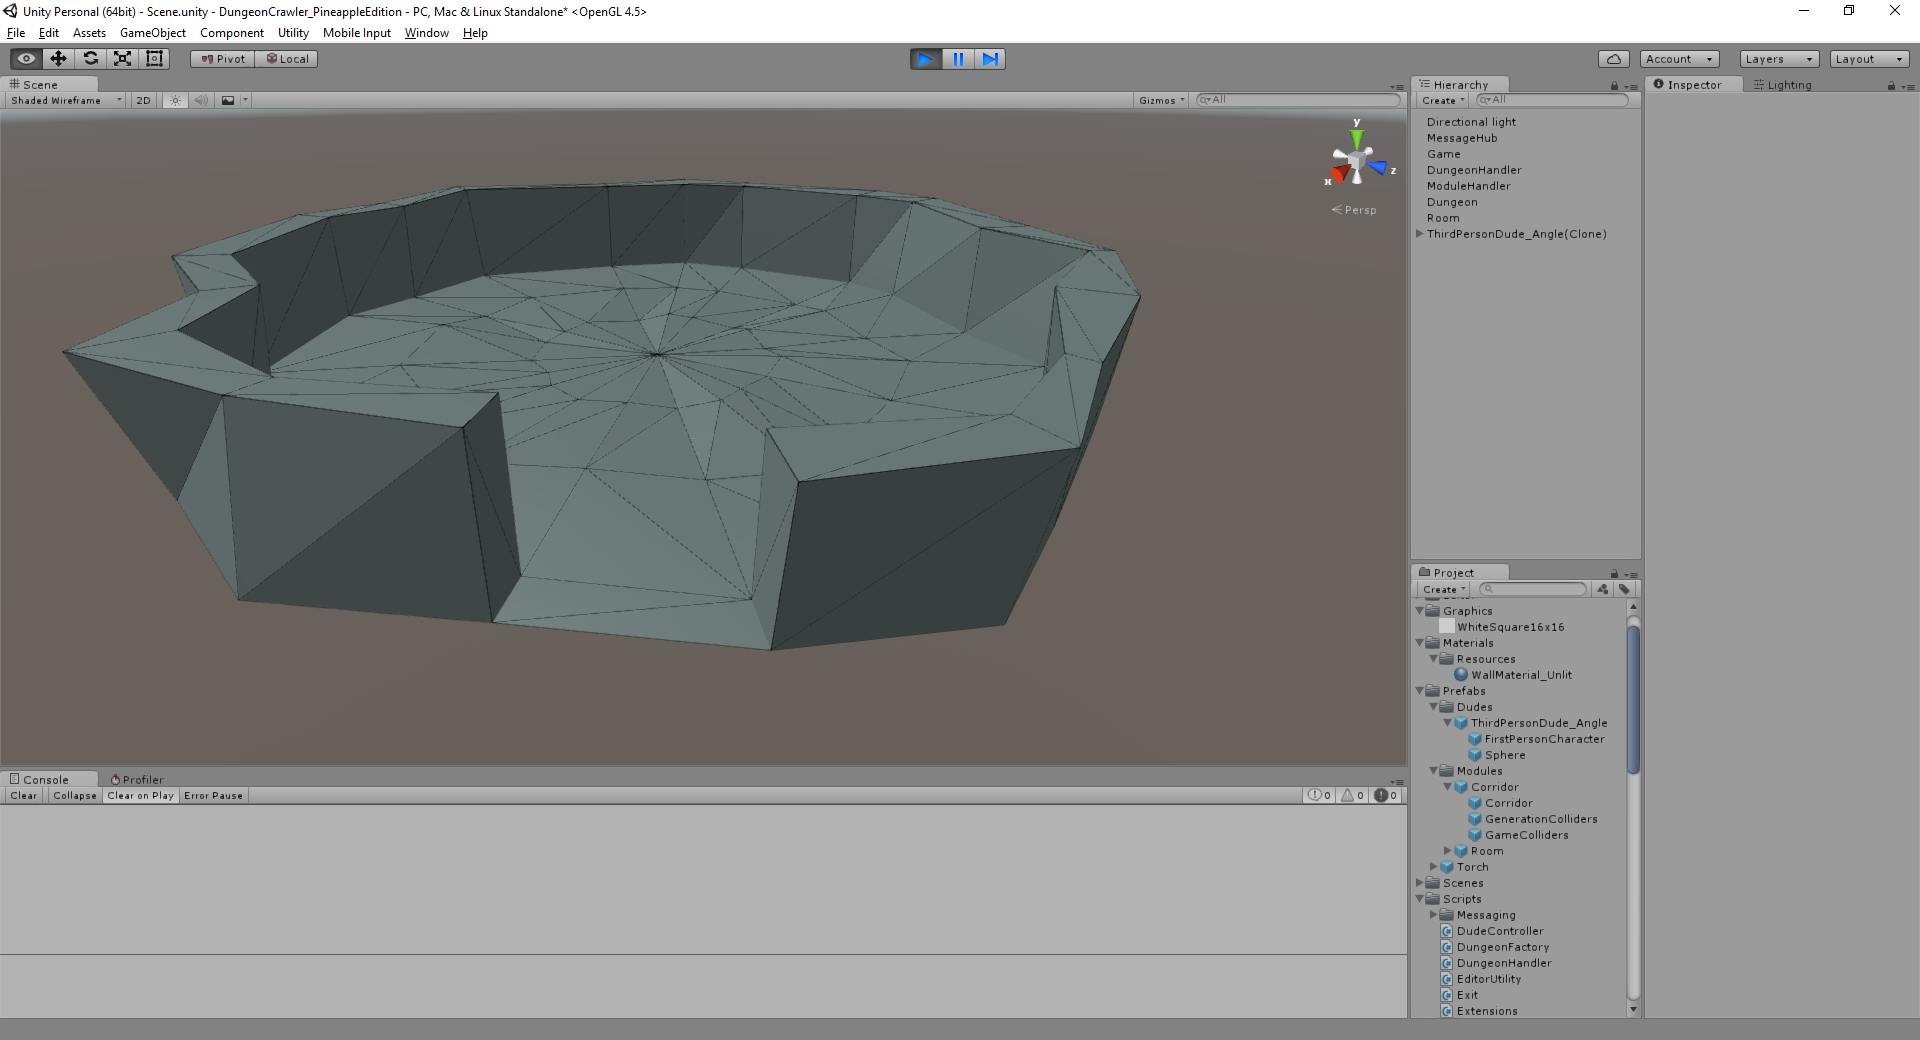 Unity Personal (64bit) - Scene.unity - DungeonCrawler_PineappleEdition - PC, Mac & Linux Standalone* <OpenGL 4.5>
File Edit Assets GameObject Component Utility Mobile Input Window Help
Pivot Local Account Layers Layout
Scene
Shaded Wireframe 2D Gizmos All
y
x
z
Persp
Hierarchy
Create All
Directional light
MessageHub
Game
DungeonHandler
ModuleHandler
Dungeon
Room
ThirdPersonDude_Angle(Clone)
Inspector Lighting
Project
Create
Graphics
WhiteSquare16x16
Materials
Resources
WallMaterial_Unlit
Prefabs
Dudes
ThirdPersonDude_Angle
FirstPersonCharacter
Sphere
Modules
Corridor
Corridor
GenerationColliders
GameColliders
Room
Torch
Scenes
Scripts
Messaging
DudeController
DungeonFactory
DungeonHandler
EditorUtility
Exit
Extensions
Console Profiler
Clear Collapse Clear on Play Error Pause 0 0 0